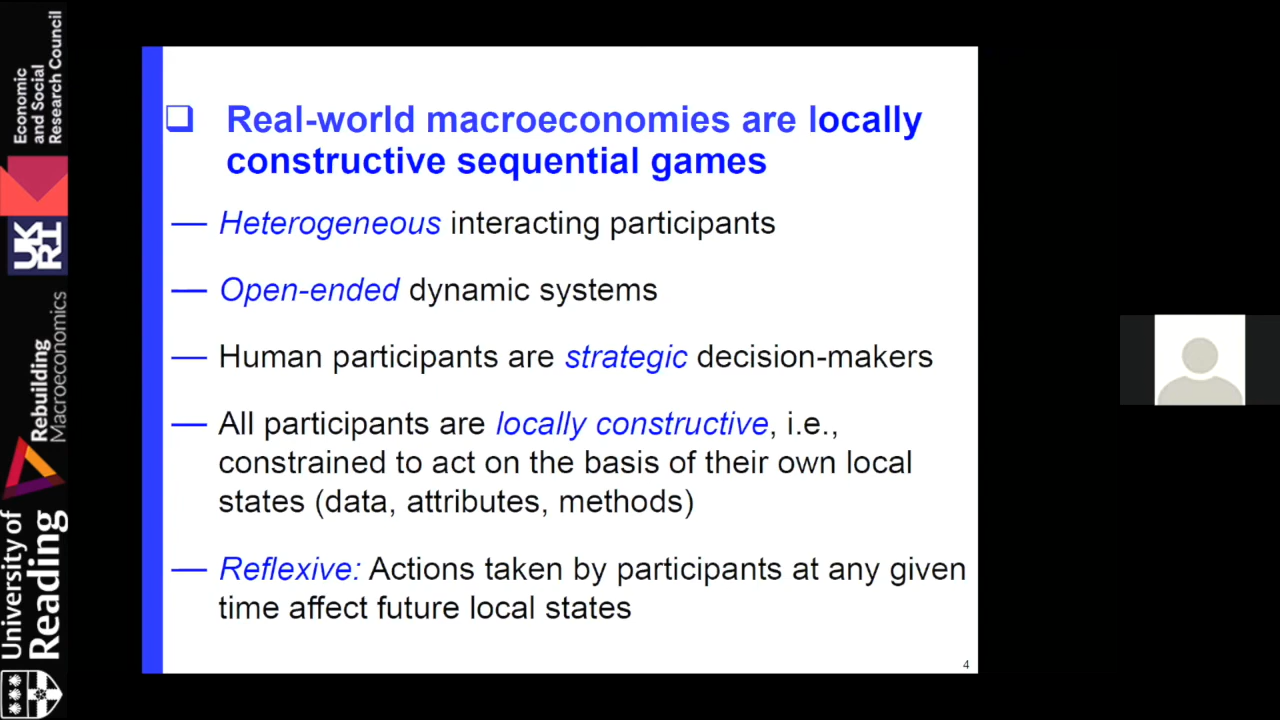 Economic
and Social
Research Council
UK
RI
Rebuilding
Macroeconomics
University of
Reading
Real-world macroeconomies are locally
constructive sequential games
— Heterogeneous interacting participants
— Open-ended dynamic systems
— Human participants are strategic decision-makers
— All participants are locally constructive, i.e.,
constrained to act on the basis of their own local
states (data, attributes, methods)
— Reflexive: Actions taken by participants at any given
time affect future local states
4